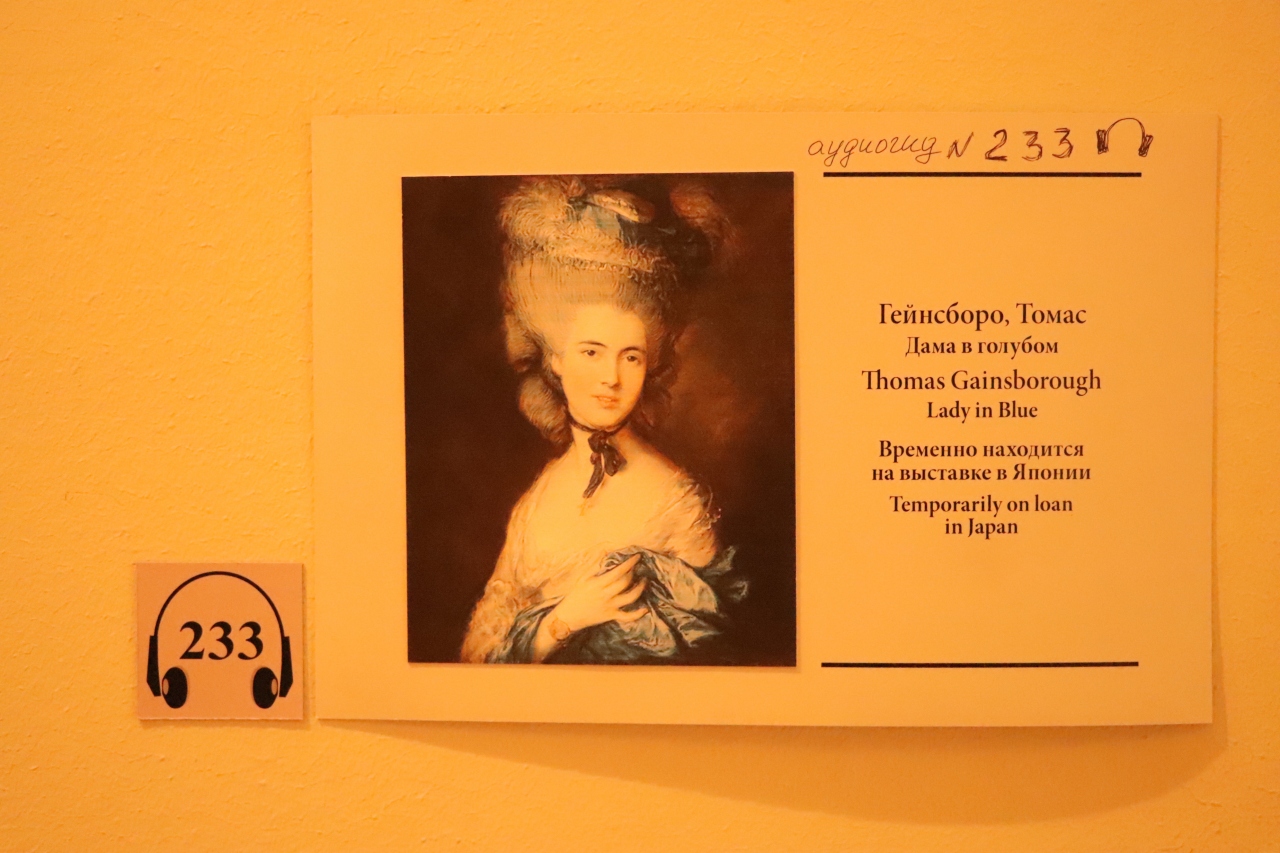 аудиогид N 233
Гейнсборо, Томас
Дама в голубом
Thomas Gainsborough
Lady in Blue
Временно находится
на выставке в Японии
Temporarily on loan
in Japan
233